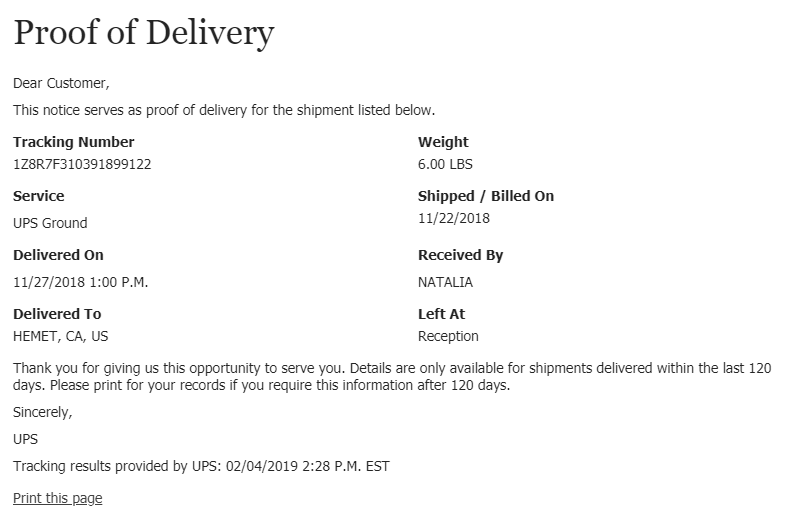 Proof of Delivery
Dear Customer,
This notice serves as proof of delivery for the shipment listed below.
Tracking Number
1Z8R7F310391899122
Weight
6.00 LBS
Service
UPS Ground
Shipped / Billed On
11/22/2018
Delivered On
11/27/2018 1:00 P.M.
Received By
NATALIA
Delivered To
HEMET, CA, US
Left At
Reception
Thank you for giving us this opportunity to serve you. Details are only available for shipments delivered within the last 120
days. Please print for your records if you require this information after 120 days.
Sincerely,
UPS
Tracking results provided by UPS: 02/04/2019 2:28 P.M. EST
Print this page